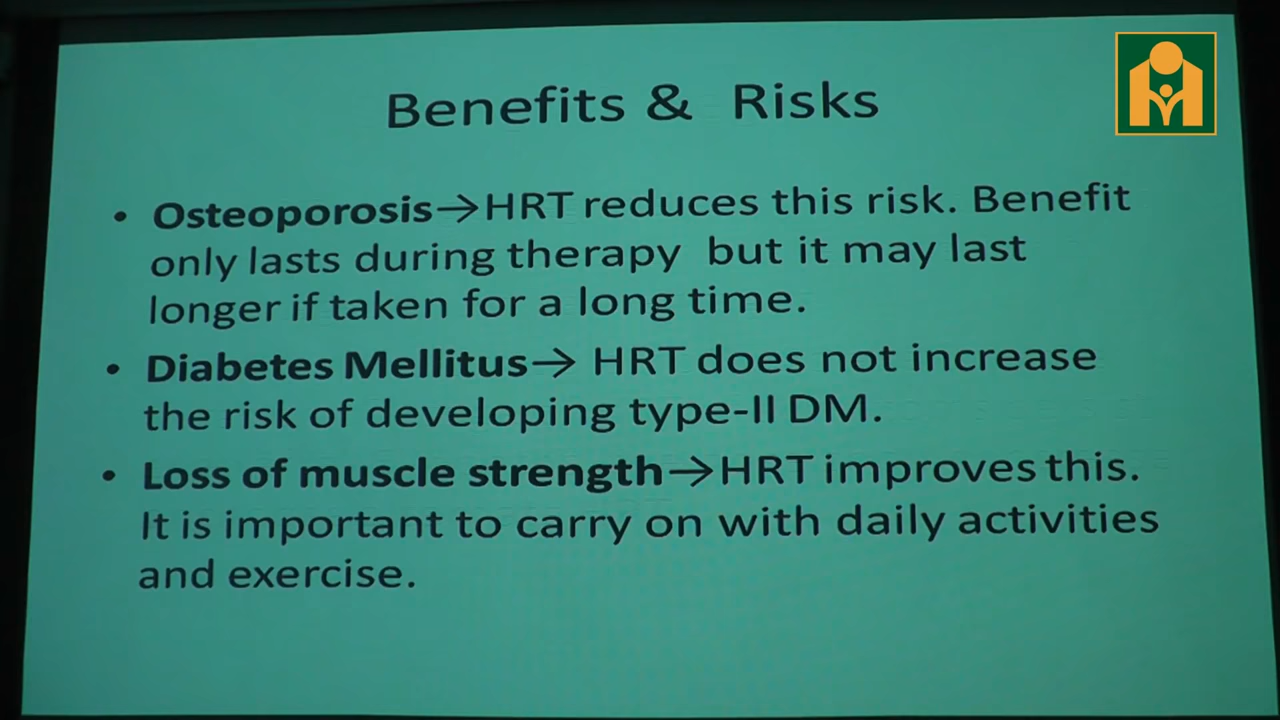 Benefits & Risks
• Osteoporosis→HRT reduces this risk. Benefit
only lasts during therapy but it may last
longer if taken for a long time.
• Diabetes Mellitus→ HRT does not increase
the risk of developing type-II DM.
• Loss of muscle strength→HRT improves this.
It is important to carry on with daily activities
and exercise.